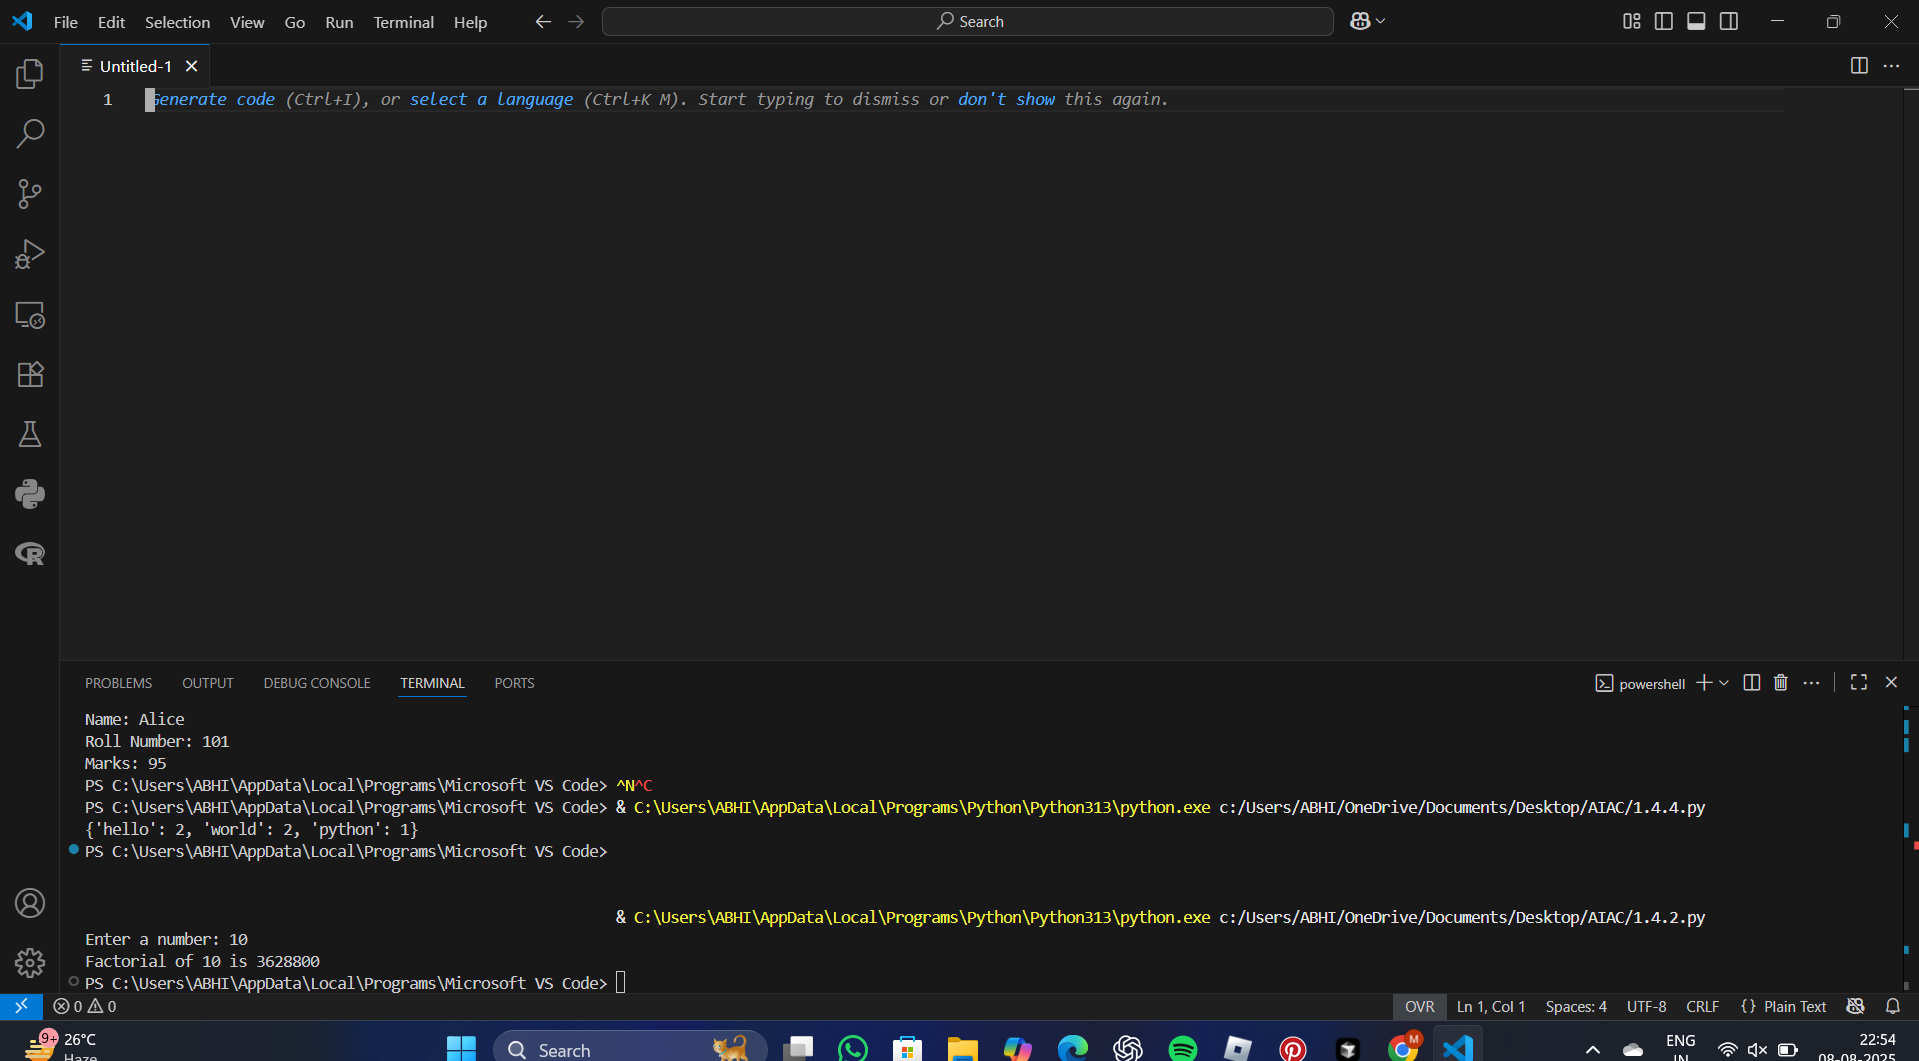 File Edit Selection View Go Run Terminal Help Search
Untitled-1
1 Generate code (Ctrl+I), or select a language (Ctrl+K M). Start typing to dismiss or don't show this again.
PROBLEMS OUTPUT DEBUG CONSOLE TERMINAL PORTS powershell
Name: Alice
Roll Number: 101
Marks: 95
PS C:\Users\ABHI\AppData\Local\Programs\Microsoft VS Code> ^N^C
PS C:\Users\ABHI\AppData\Local\Programs\Microsoft VS Code> & C:\Users\ABHI\AppData\Local\Programs\Python\Python313\python.exe c:/Users/ABHI/OneDrive/Documents/Desktop/AIAC/1.4.4.py
{'hello': 2, 'world': 2, 'python': 1}
PS C:\Users\ABHI\AppData\Local\Programs\Microsoft VS Code>
& C:\Users\ABHI\AppData\Local\Programs\Python\Python313\python.exe c:/Users/ABHI/OneDrive/Documents/Desktop/AIAC/1.4.2.py
Enter a number: 10
Factorial of 10 is 3628800
PS C:\Users\ABHI\AppData\Local\Programs\Microsoft VS Code>
0 0 OVR Ln 1, Col 1 Spaces: 4 UTF-8 CRLF {} Plain Text
9+ 26°C Search M ENG 22:54
Haze IN 08-08-2025